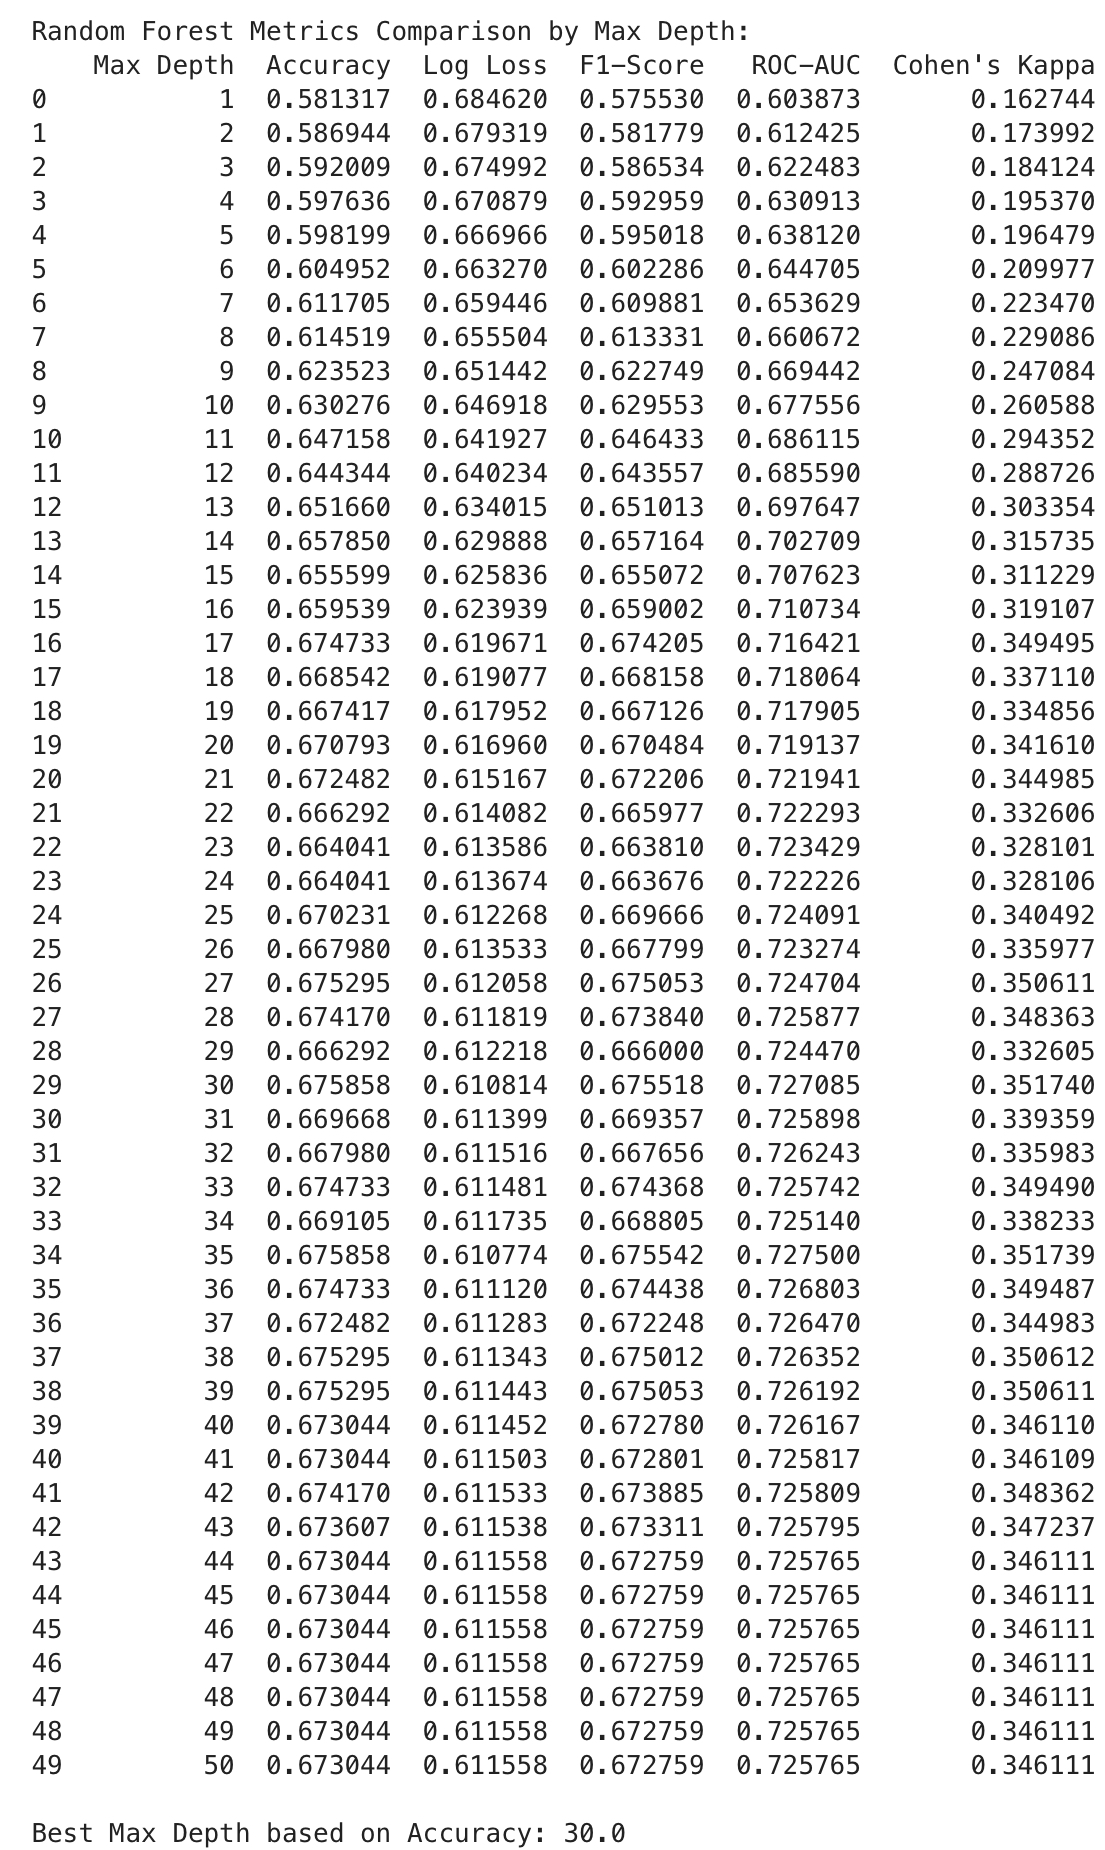 Random Forest Metrics Comparison by Max Depth:
    Max Depth  Accuracy  Log Loss  F1-Score   ROC-AUC  Cohen's Kappa
0           1  0.581317  0.684620  0.575530  0.603873       0.162744
1           2  0.586944  0.679319  0.581779  0.612425       0.173992
2           3  0.592009  0.674992  0.586534  0.622483       0.184124
3           4  0.597636  0.670879  0.592959  0.630913       0.195370
4           5  0.598199  0.666966  0.595018  0.638120       0.196479
5           6  0.604952  0.663270  0.602286  0.644705       0.209977
6           7  0.611705  0.659446  0.609881  0.653629       0.223470
7           8  0.614519  0.655504  0.613331  0.660672       0.229086
8           9  0.623523  0.651442  0.622749  0.669442       0.247084
9          10  0.630276  0.646918  0.629553  0.677556       0.260588
10         11  0.647158  0.641927  0.646433  0.686115       0.294352
11         12  0.644344  0.640234  0.643557  0.685590       0.288726
12         13  0.651660  0.634015  0.651013  0.697647       0.303354
13         14  0.657850  0.629888  0.657164  0.702709       0.315735
14         15  0.655599  0.625836  0.655072  0.707623       0.311229
15         16  0.659539  0.623939  0.659002  0.710734       0.319107
16         17  0.674733  0.619671  0.674205  0.716421       0.349495
17         18  0.668542  0.619077  0.668158  0.718064       0.337110
18         19  0.667417  0.617952  0.667126  0.717905       0.334856
19         20  0.670793  0.616960  0.670484  0.719137       0.341610
20         21  0.672482  0.615167  0.672206  0.721941       0.344985
21         22  0.666292  0.614082  0.665977  0.722293       0.332606
22         23  0.664041  0.613586  0.663810  0.723429       0.328101
23         24  0.664041  0.613674  0.663676  0.722226       0.328106
24         25  0.670231  0.612268  0.669666  0.724091       0.340492
25         26  0.667980  0.613533  0.667799  0.723274       0.335977
26         27  0.675295  0.612058  0.675053  0.724704       0.350611
27         28  0.674170  0.611819  0.673840  0.725877       0.348363
28         29  0.666292  0.612218  0.666000  0.724470       0.332605
29         30  0.675858  0.610814  0.675518  0.727085       0.351740
30         31  0.669668  0.611399  0.669357  0.725898       0.339359
31         32  0.667980  0.611516  0.667656  0.726243       0.335983
32         33  0.674733  0.611481  0.674368  0.725742       0.349490
33         34  0.669105  0.611735  0.668805  0.725140       0.338233
34         35  0.675858  0.610774  0.675542  0.727500       0.351739
35         36  0.674733  0.611120  0.674438  0.726803       0.349487
36         37  0.672482  0.611283  0.672248  0.726470       0.344983
37         38  0.675295  0.611343  0.675012  0.726352       0.350612
38         39  0.675295  0.611443  0.675053  0.726192       0.350611
39         40  0.673044  0.611452  0.672780  0.726167       0.346110
40         41  0.673044  0.611503  0.672801  0.725817       0.346109
41         42  0.674170  0.611533  0.673885  0.725809       0.348362
42         43  0.673607  0.611538  0.673311  0.725795       0.347237
43         44  0.673044  0.611558  0.672759  0.725765       0.346111
44         45  0.673044  0.611558  0.672759  0.725765       0.346111
45         46  0.673044  0.611558  0.672759  0.725765       0.346111
46         47  0.673044  0.611558  0.672759  0.725765       0.346111
47         48  0.673044  0.611558  0.672759  0.725765       0.346111
48         49  0.673044  0.611558  0.672759  0.725765       0.346111
49         50  0.673044  0.611558  0.672759  0.725765       0.346111
Best Max Depth based on Accuracy: 30.0